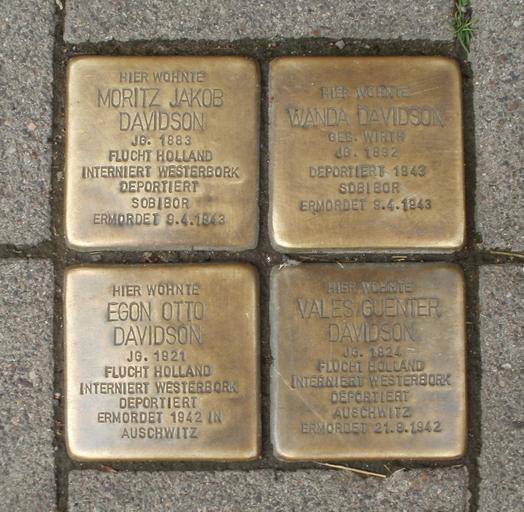 HIER WOHNTE
MORITZ JAKOB
DAVIDSON
JG. 1883
FLUCHT HOLLAND
INTERNIERT WESTERBORK
DEPORTIERT
SOBIBOR
ERMORDET 9.4.1943
HIER WOHNTE
WANDA DAVIDSON
GEB. WIRTH
JG. 1892
DEPORTIERT 1943
SOBIBOR
ERMORDET 9.4.1943
HIER WOHNTE
EGON OTTO
DAVIDSON
JG. 1921
FLUCHT HOLLAND
INTERNIERT WESTERBORK
DEPORTIERT
ERMORDET 1942 IN
AUSCHWITZ
HIER WOHNTE
VALES GUENTER
DAVIDSON
JG. 1924
FLUCHT HOLLAND
INTERNIERT WESTERBORK
DEPORTIERT
AUSCHWITZ
ERMORDET 21.9.1942